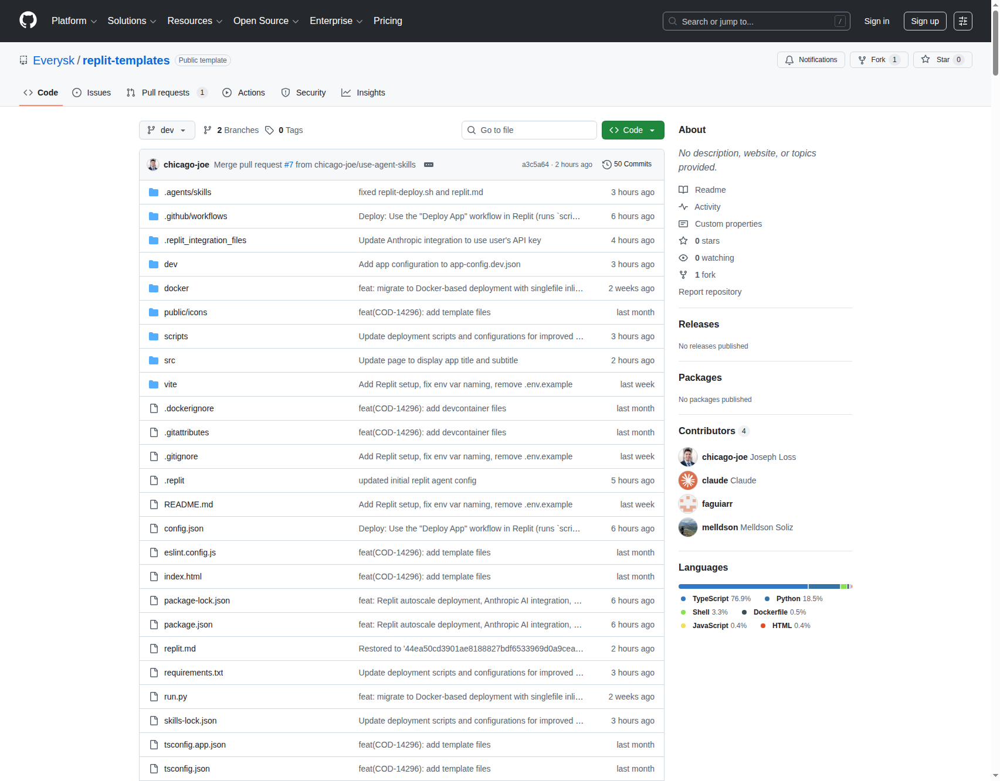 Platform Solutions Resources Open Source Enterprise Pricing Search or jump to... / Sign in Sign up
Everysk / replit-templates Public template Notifications Fork 1 Star 0
Code Issues Pull requests 1 Actions Security Insights
dev 2 Branches 0 Tags Go to file Code
chicago-joe Merge pull request #7 from chicago-joe/use-agent-skills a3c5a64 · 2 hours ago 50 Commits
.agents/skills fixed replit-deploy.sh and replit.md 3 hours ago
.github/workflows Deploy: Use the "Deploy App" workflow in Replit (runs `scri… 6 hours ago
.replit_integration_files Update Anthropic integration to use user's API key 4 hours ago
dev Add app configuration to app-config.dev.json 3 hours ago
docker feat: migrate to Docker-based deployment with singlefile inli… 2 weeks ago
public/icons feat(COD-14296): add template files last month
scripts Update deployment scripts and configurations for improved … 3 hours ago
src Update page to display app title and subtitle 2 hours ago
vite Add Replit setup, fix env var naming, remove .env.example last week
.dockerignore feat(COD-14296): add devcontainer files last month
.gitattributes feat(COD-14296): add devcontainer files last month
.gitignore Add Replit setup, fix env var naming, remove .env.example last week
.replit updated initial replit agent config 5 hours ago
README.md Add Replit setup, fix env var naming, remove .env.example last week
config.json Deploy: Use the "Deploy App" workflow in Replit (runs `scri… 6 hours ago
eslint.config.js feat(COD-14296): add template files last month
index.html feat(COD-14296): add template files last month
package-lock.json feat: Replit autoscale deployment, Anthropic AI integration, … 6 hours ago
package.json feat: Replit autoscale deployment, Anthropic AI integration, … 6 hours ago
replit.md Restored to '44ea50cd3901ae8188827bdf6533969d0a9cea… 2 hours ago
requirements.txt Update deployment scripts and configurations for improved … 3 hours ago
run.py feat: migrate to Docker-based deployment with singlefile inli… 2 weeks ago
skills-lock.json Update deployment scripts and configurations for improved … 3 hours ago
tsconfig.app.json feat(COD-14296): add template files last month
tsconfig.json feat(COD-14296): add template files last month
About
No description, website, or topics
provided.
Readme
Activity
Custom properties
0 stars
0 watching
1 fork
Report repository
Releases
No releases published
Packages
No packages published
Contributors 4
chicago-joe Joseph Loss
claude Claude
faguiarr
melldson Melldson Soliz
Languages
TypeScript 76.9% Python 18.5%
Shell 3.3% Dockerfile 0.5%
JavaScript 0.4% HTML 0.4%